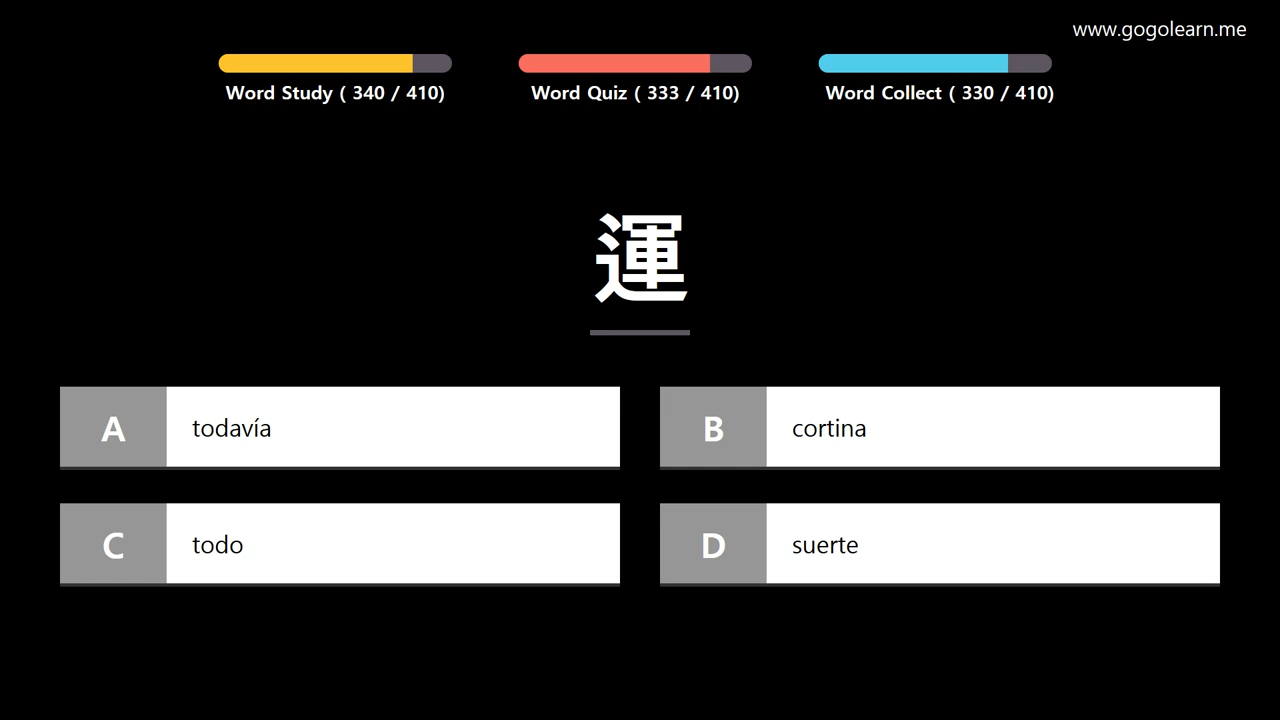 www.gogolearn.me
Word Study ( 340 / 410)
Word Quiz ( 333 / 410)
Word Collect ( 330 / 410)
運
A todavía
B cortina
C todo
D suerte